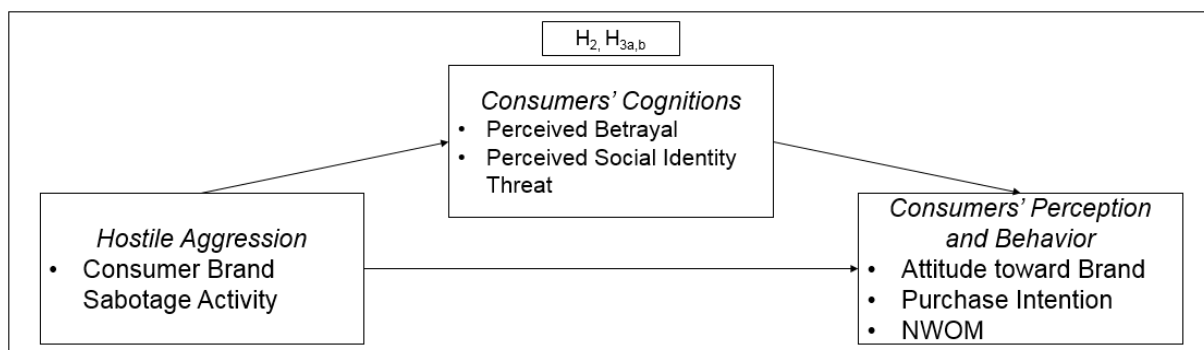 H2, H3a,b
Consumers’ Cognitions
• Perceived Betrayal
• Perceived Social Identity
Threat
Hostile Aggression
• Consumer Brand
Sabotage Activity
Consumers’ Perception
and Behavior
• Attitude toward Brand
• Purchase Intention
• NWOM